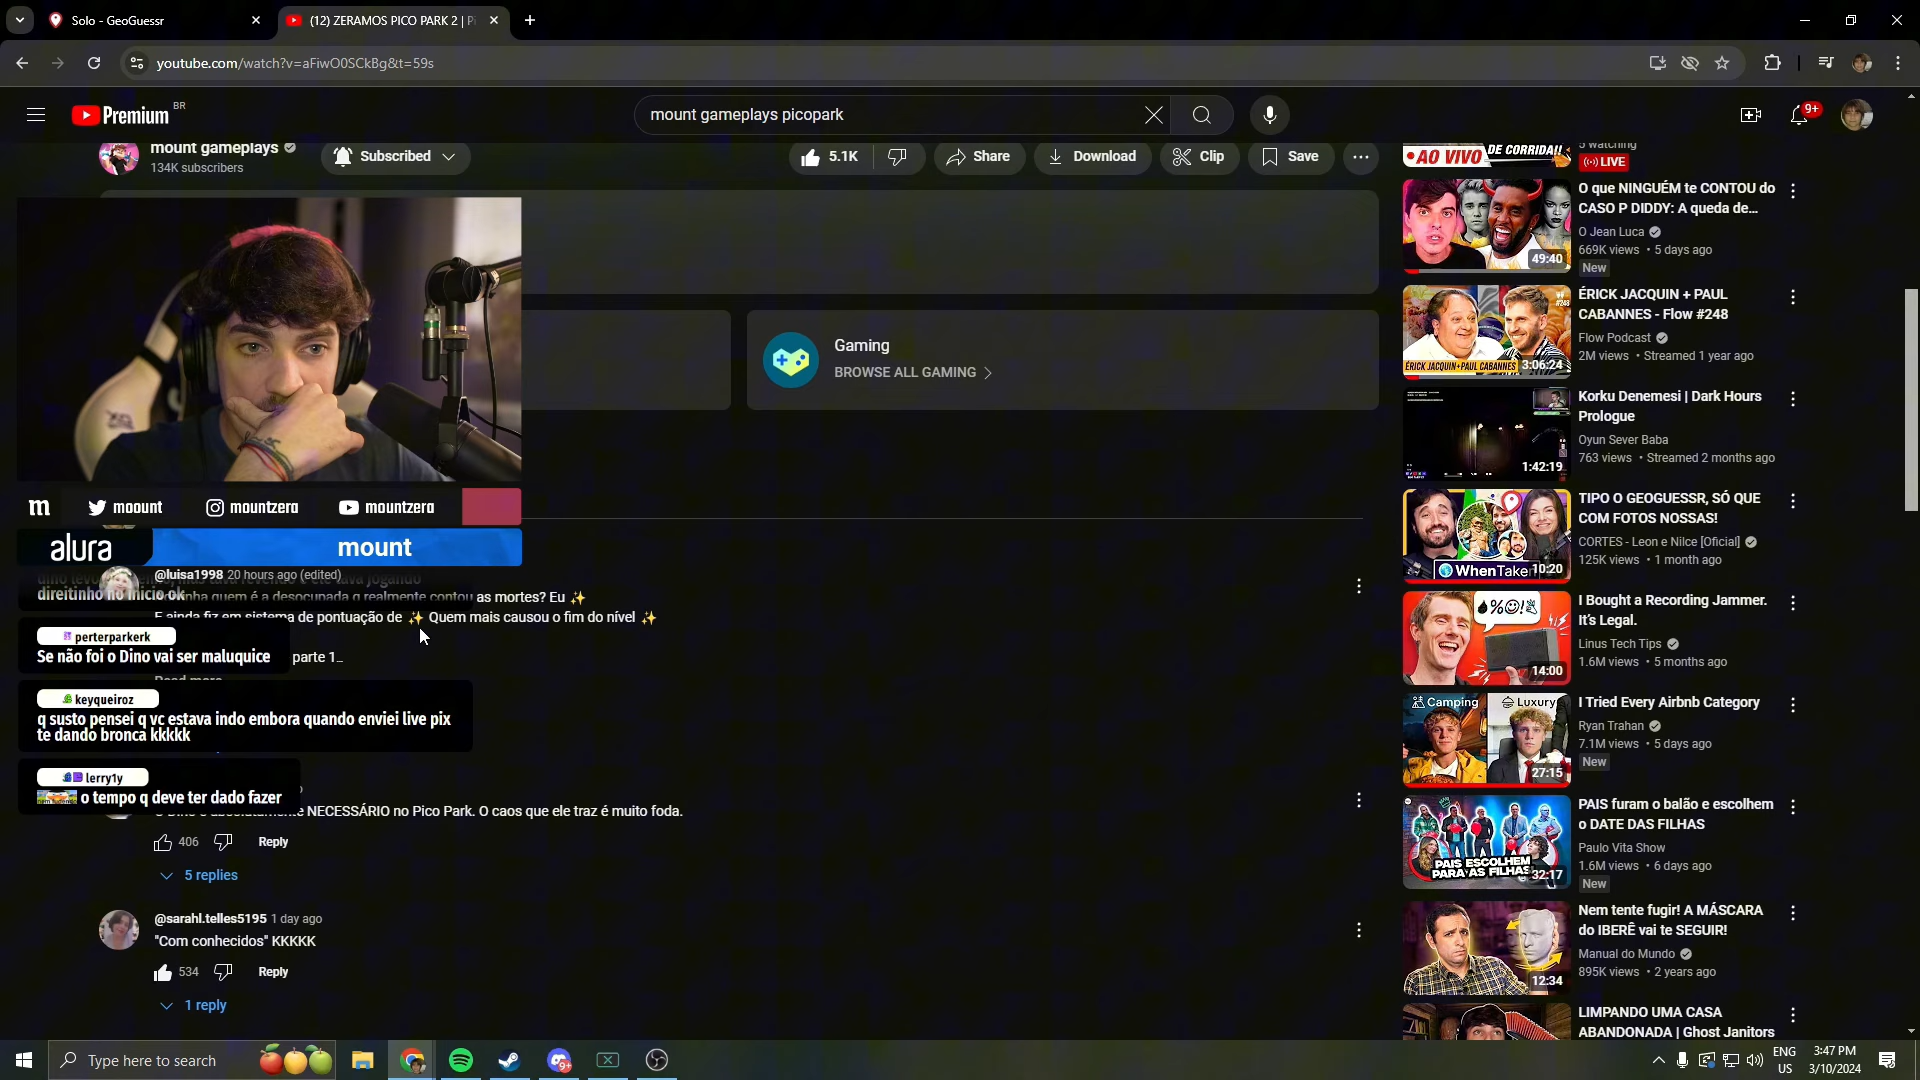 Solo - GeoGuessr
(12) ZERAMOS PICO PARK 2 |
youtube.com/watch?v=aFiwO0SCkBg&t=59s
Premium BR
mount gameplays picopark
9+
mount gameplays
134K subscribers
Subscribed
5.1K
Share
Download
Clip
Save
Gaming
BROWSE ALL GAMING
m
moount
mountzera
mountzera
alura
mount
@luisa1998 20 hours ago (edited)
direitinho no inicio ok
quem é a desocupada q realmente contou as mortes? Eu ✨
E ainda fiz em sistema de pontuação de ✨ Quem mais causou o fim do nível ✨
perterparkerk
Se não foi o Dino vai ser maluquice
parte 1...
Read more
keyqueiroz
q susto pensei q vc estava indo embora quando enviei live pix
te dando bronca kkkkk
lerry1y
o tempo q deve ter dado fazer
NECESSÁRIO no Pico Park. O caos que ele traz é muito foda.
406
Reply
5 replies
@sarahl.telles5195 1 day ago
"Com conhecidos" KKKKK
534
Reply
1 reply
AO VIVO
DE CORRIDA!!
5 watching
LIVE
O que NINGUÉM te CONTOU do
CASO P DIDDY: A queda de...
O Jean Luca
669K views • 5 days ago
New
49:40
ÉRICK JACQUIN + PAUL
CABANNES - Flow #248
Flow Podcast
2M views • Streamed 1 year ago
#248
ÉRICK JACQUIN+PAUL CABANNES
3:06:24
Korku Denemesi | Dark Hours
Prologue
Oyun Sever Baba
763 views • Streamed 2 months ago
1:42:19
TIPO O GEOGUESSR, SÓ QUE
COM FOTOS NOSSAS!
CORTES - Leon e Nilce [Oficial]
125K views • 1 month ago
WhenTaken
10:20
I Bought a Recording Jammer.
It's Legal.
Linus Tech Tips
1.6M views • 5 months ago
14:00
I Tried Every Airbnb Category
Ryan Trahan
7.1M views • 5 days ago
New
Camping
Luxury
27:15
PAIS furam o balão e escolhem
o DATE DAS FILHAS
Paulo Vita Show
1.6M views • 6 days ago
New
PAIS ESCOLHEM
PARA AS FILHAS
32:17
Nem tente fugir! A MÁSCARA
do IBERÊ vai te SEGUIR!
Manual do Mundo
895K views • 2 years ago
12:34
LIMPANDO UMA CASA
ABANDONADA | Ghost Janitors
Type here to search
9+
ENG
US
3:47 PM
3/10/2024